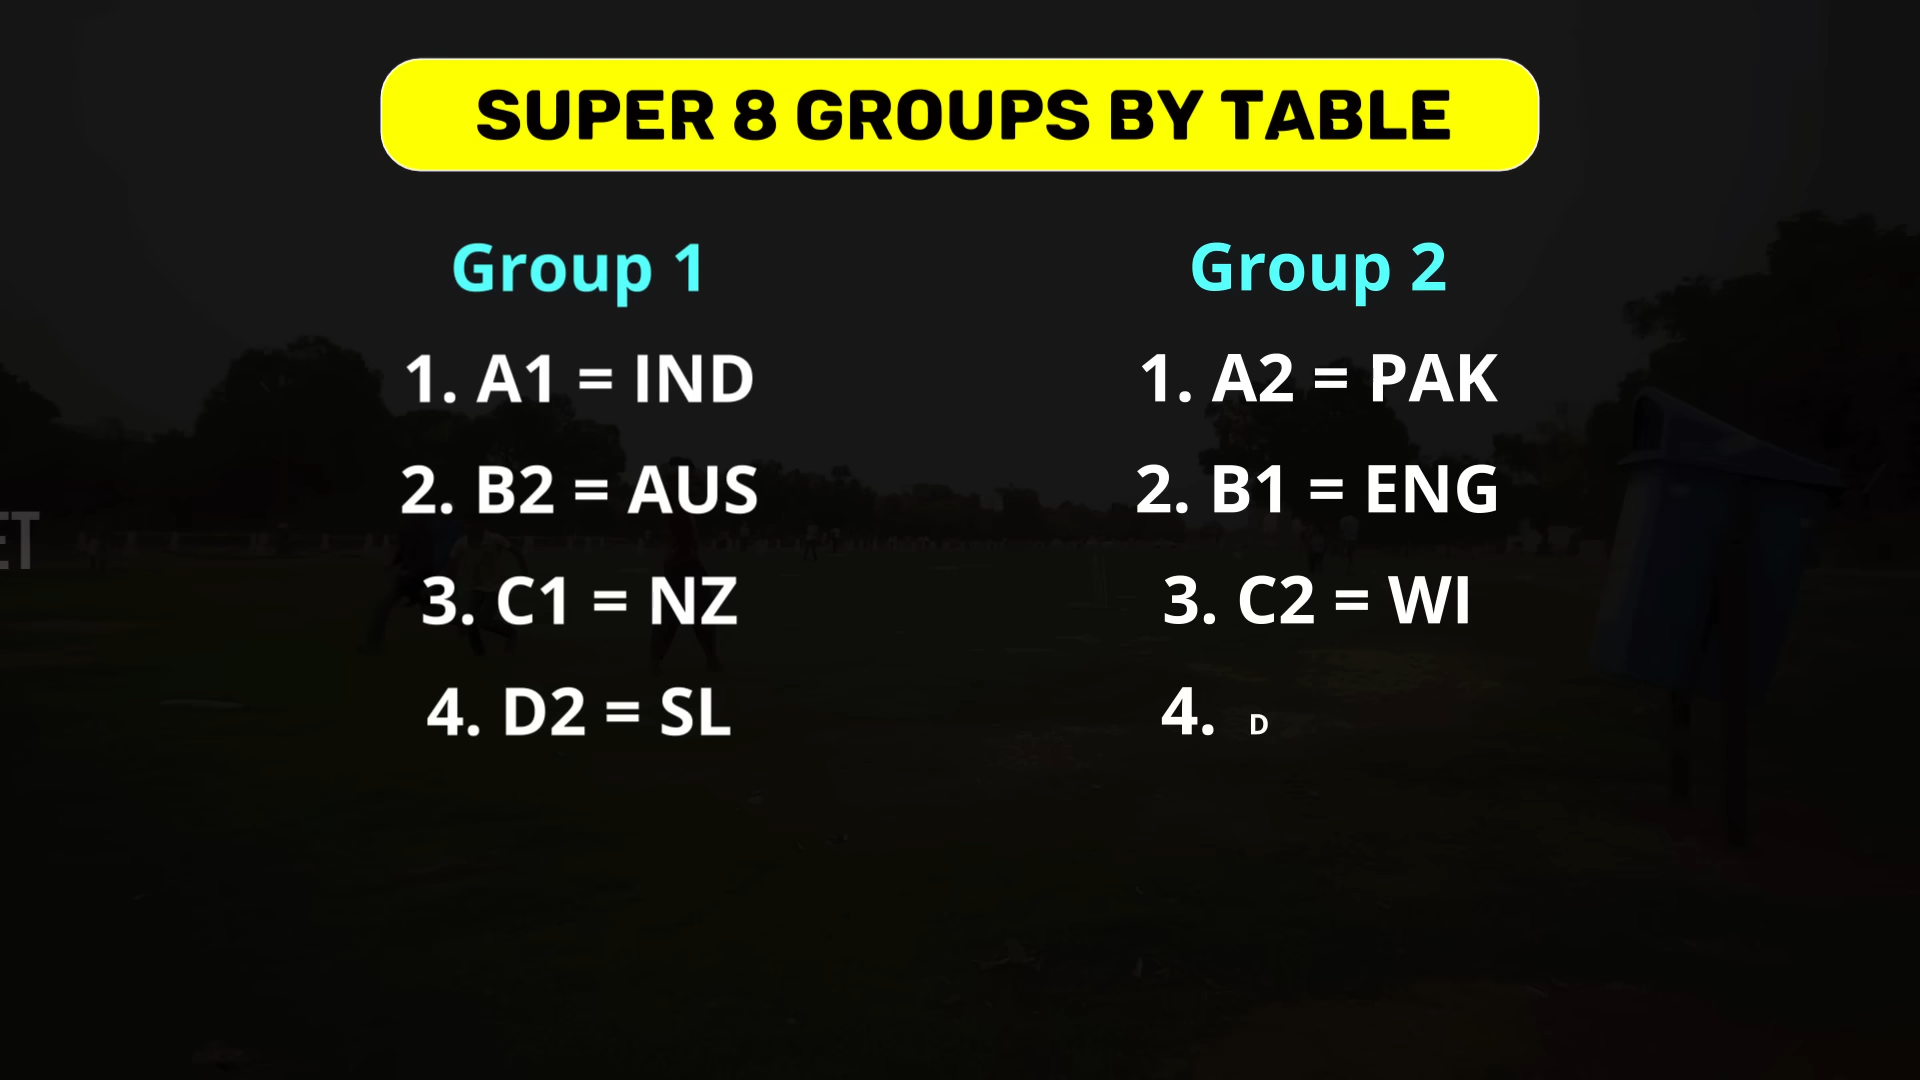 SUPER 8 GROUPS BY TABLE
Group 1
1. A1 = IND
2. B2 = AUS
3. C1 = NZ
4. D2 = SL
Group 2
1. A2 = PAK
2. B1 = ENG
3. C2 = WI
4. D
ET